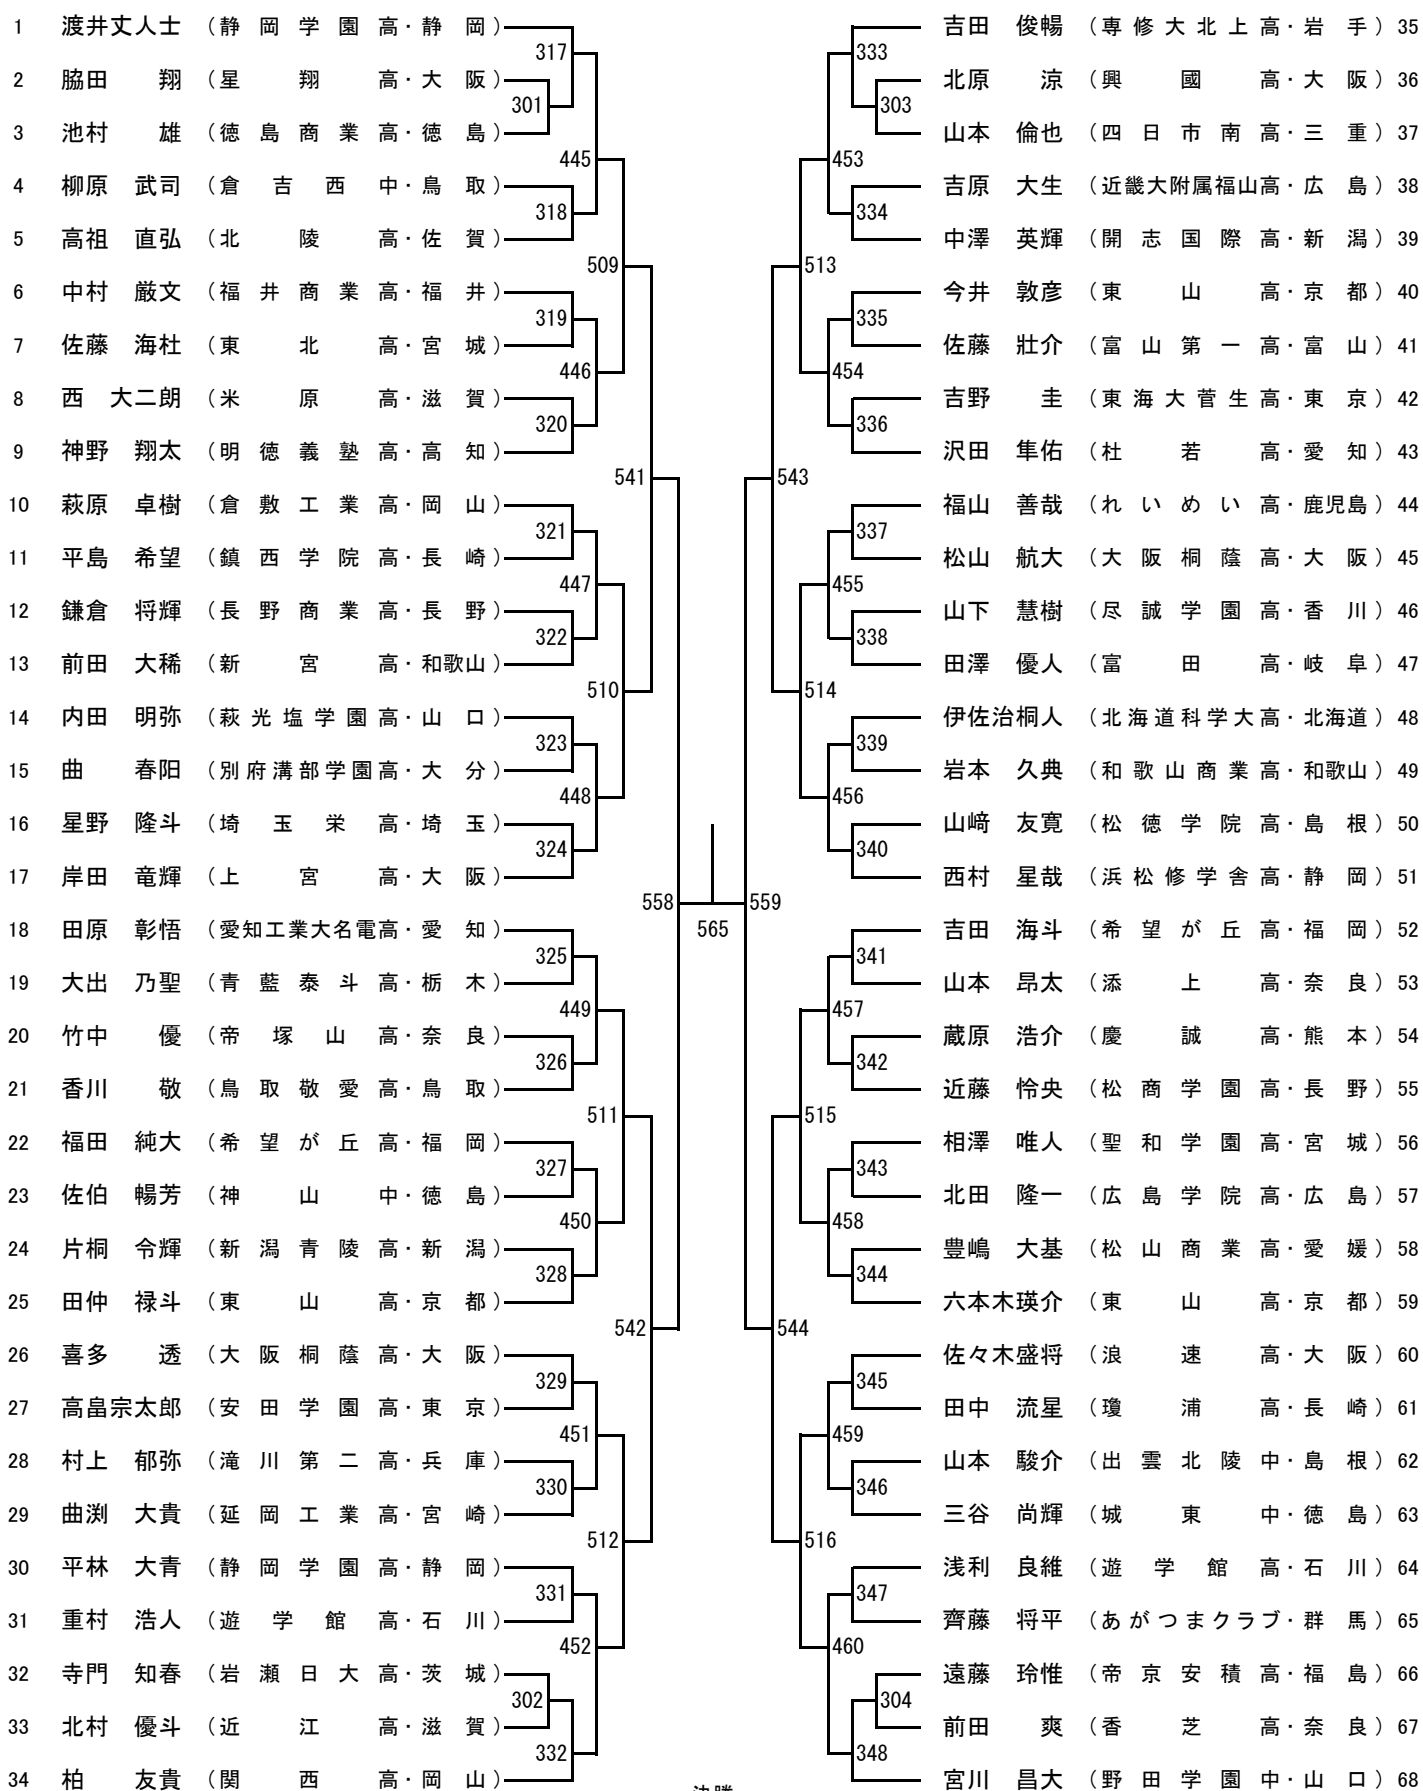 1 渡井丈人士 (静岡学園高・静岡)
2 脇田 翔 (星翔高・大阪)
3 池村 雄 (徳島商業高・徳島)
4 柳原 武司 (倉吉西中・鳥取)
5 高祖 直弘 (北陵高・佐賀)
6 中村 厳文 (福井商業高・福井)
7 佐藤 海杜 (東北高・宮城)
8 西 大二朗 (米原高・滋賀)
9 神野 翔太 (明徳義塾高・高知)
10 萩原 卓樹 (倉敷工業高・岡山)
11 平島 希望 (鎮西学院高・長崎)
12 鎌倉 将輝 (長野商業高・長野)
13 前田 大稀 (新宮高・和歌山)
14 内田 明弥 (萩光塩学園高・山口)
15 曲 春阳 (別府溝部学園高・大分)
16 星野 隆斗 (埼玉栄高・埼玉)
17 岸田 竜輝 (上宮高・大阪)
18 田原 彰悟 (愛知工業大名電高・愛知)
19 大出 乃聖 (青藍泰斗高・栃木)
20 竹中 優 (帝塚山高・奈良)
21 香川 敬 (鳥取敬愛高・鳥取)
22 福田 純大 (希望が丘高・福岡)
23 佐伯 暢芳 (神山中・徳島)
24 片桐 令輝 (新潟青陵高・新潟)
25 田仲 禄斗 (東山高・京都)
26 喜多 透 (大阪桐蔭高・大阪)
27 高畠宗太郎 (安田学園高・東京)
28 村上 郁弥 (滝川第二高・兵庫)
29 曲渕 大貴 (延岡工業高・宮崎)
30 平林 大青 (静岡学園高・静岡)
31 重村 浩人 (遊学館高・石川)
32 寺門 知春 (岩瀬日大高・茨城)
33 北村 優斗 (近江高・滋賀)
34 柏 友貴 (関西高・岡山)
317
301
445
318
509
319
446
320
541
321
447
322
510
323
448
324
558
325
449
326
511
327
450
328
542
329
451
330
512
331
452
302
332
565
決勝
333
303
453
334
513
335
454
336
543
337
455
338
514
339
456
340
559
341
457
342
515
343
458
344
544
345
459
346
516
347
460
304
348
吉田 俊暢 (専修大北上高・岩手) 35
北原 涼 (興國高・大阪) 36
山本 倫也 (四日市南高・三重) 37
吉原 大生 (近畿大附属福山高・広島) 38
中澤 英輝 (開志国際高・新潟) 39
今井 敦彦 (東山高・京都) 40
佐藤 壯介 (富山第一高・富山) 41
吉野 圭 (東海大菅生高・東京) 42
沢田 隼佑 (杜若高・愛知) 43
福山 善哉 (れいめい高・鹿児島) 44
松山 航大 (大阪桐蔭高・大阪) 45
山下 慧樹 (尽誠学園高・香川) 46
田澤 優人 (富田高・岐阜) 47
伊佐治桐人 (北海道科学大高・北海道) 48
岩本 久典 (和歌山商業高・和歌山) 49
山﨑 友寛 (松徳学院高・島根) 50
西村 星哉 (浜松修学舎高・静岡) 51
吉田 海斗 (希望が丘高・福岡) 52
山本 昂太 (添上高・奈良) 53
蔵原 浩介 (慶誠高・熊本) 54
近藤 怜央 (松商学園高・長野) 55
相澤 唯人 (聖和学園高・宮城) 56
北田 隆一 (広島学院高・広島) 57
豊嶋 大基 (松山商業高・愛媛) 58
六本木瑛介 (東山高・京都) 59
佐々木盛将 (浪速高・大阪) 60
田中 流星 (瓊浦高・長崎) 61
山本 駿介 (出雲北陵中・島根) 62
三谷 尚輝 (城東中・徳島) 63
浅利 良維 (遊学館高・石川) 64
齊藤 将平 (あがつまクラブ・群馬) 65
遠藤 玲惟 (帝京安積高・福島) 66
前田 爽 (香芝高・奈良) 67
宮川 昌大 (野田学園中・山口) 68